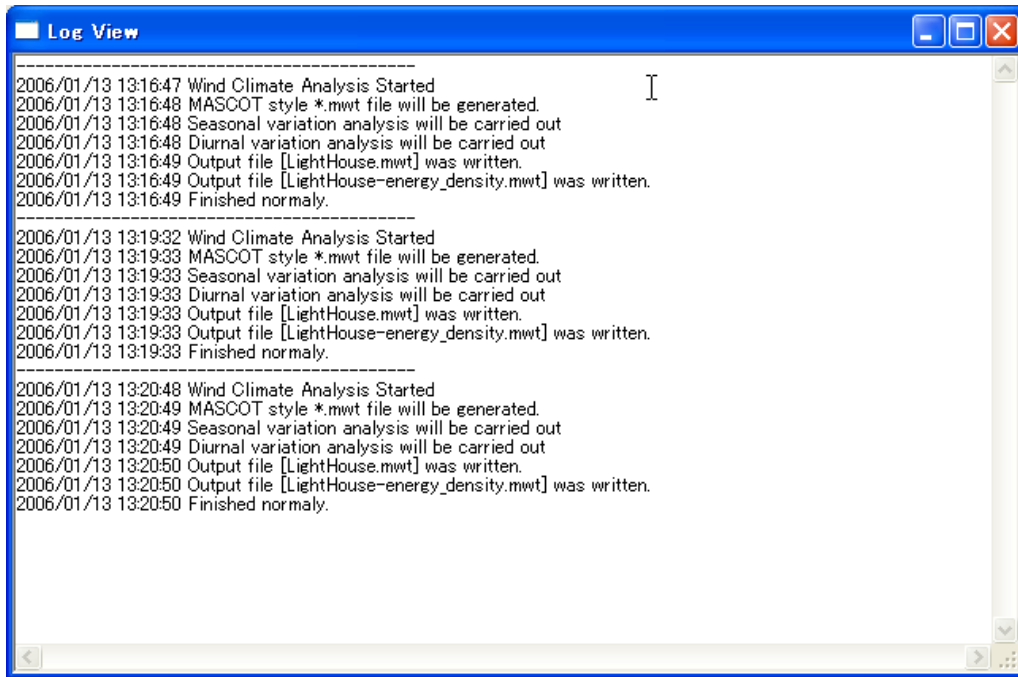 Log View
-------------------------------------------
2006/01/13 13:16:47 Wind Climate Analysis Started
2006/01/13 13:16:48 MASCOT style *.mwt file will be generated.
2006/01/13 13:16:48 Seasonal variation analysis will be carried out
2006/01/13 13:16:48 Diurnal variation analysis will be carried out
2006/01/13 13:16:49 Output file [LightHouse.mwt] was written.
2006/01/13 13:16:49 Output file [LightHouse-energy_density.mwt] was written.
2006/01/13 13:16:49 Finished normaly.
-------------------------------------------
2006/01/13 13:19:32 Wind Climate Analysis Started
2006/01/13 13:19:33 MASCOT style *.mwt file will be generated.
2006/01/13 13:19:33 Seasonal variation analysis will be carried out
2006/01/13 13:19:33 Diurnal variation analysis will be carried out
2006/01/13 13:19:33 Output file [LightHouse.mwt] was written.
2006/01/13 13:19:33 Output file [LightHouse-energy_density.mwt] was written.
2006/01/13 13:19:33 Finished normaly.
-------------------------------------------
2006/01/13 13:20:48 Wind Climate Analysis Started
2006/01/13 13:20:49 MASCOT style *.mwt file will be generated.
2006/01/13 13:20:49 Seasonal variation analysis will be carried out
2006/01/13 13:20:49 Diurnal variation analysis will be carried out
2006/01/13 13:20:50 Output file [LightHouse.mwt] was written.
2006/01/13 13:20:50 Output file [LightHouse-energy_density.mwt] was written.
2006/01/13 13:20:50 Finished normaly.